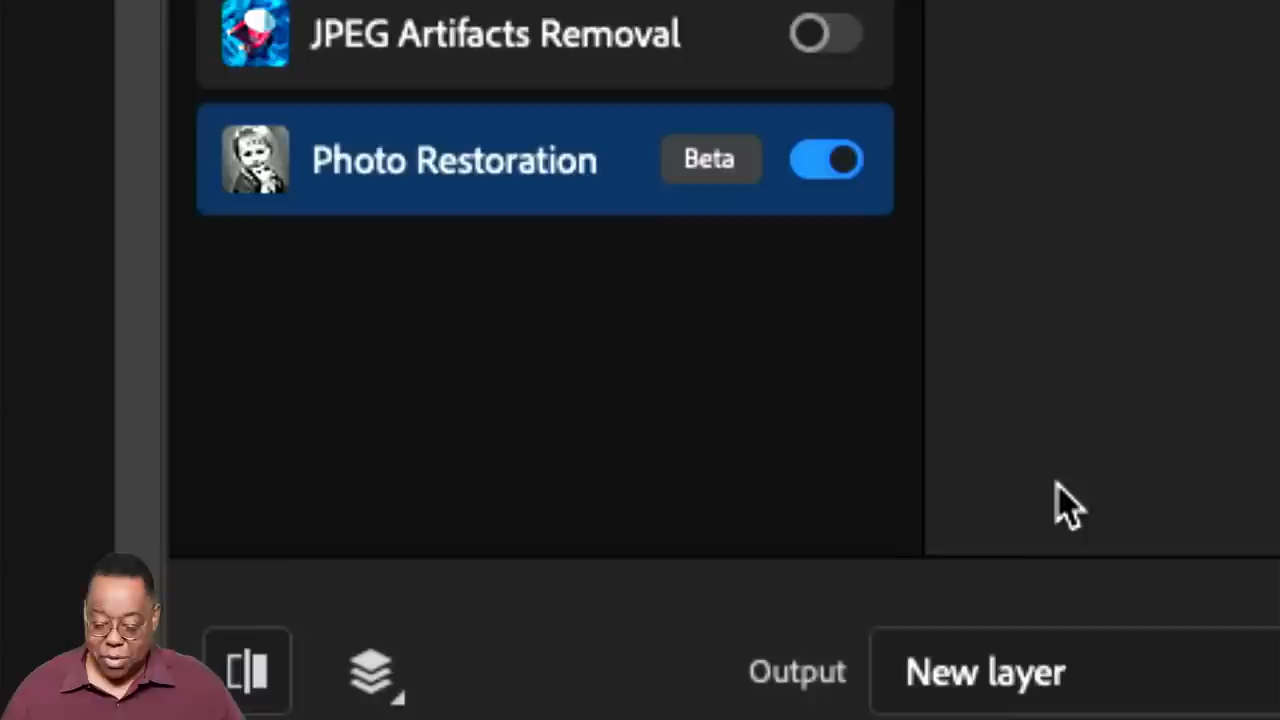 JPEG Artifacts Removal
Photo Restoration Beta
Output New layer